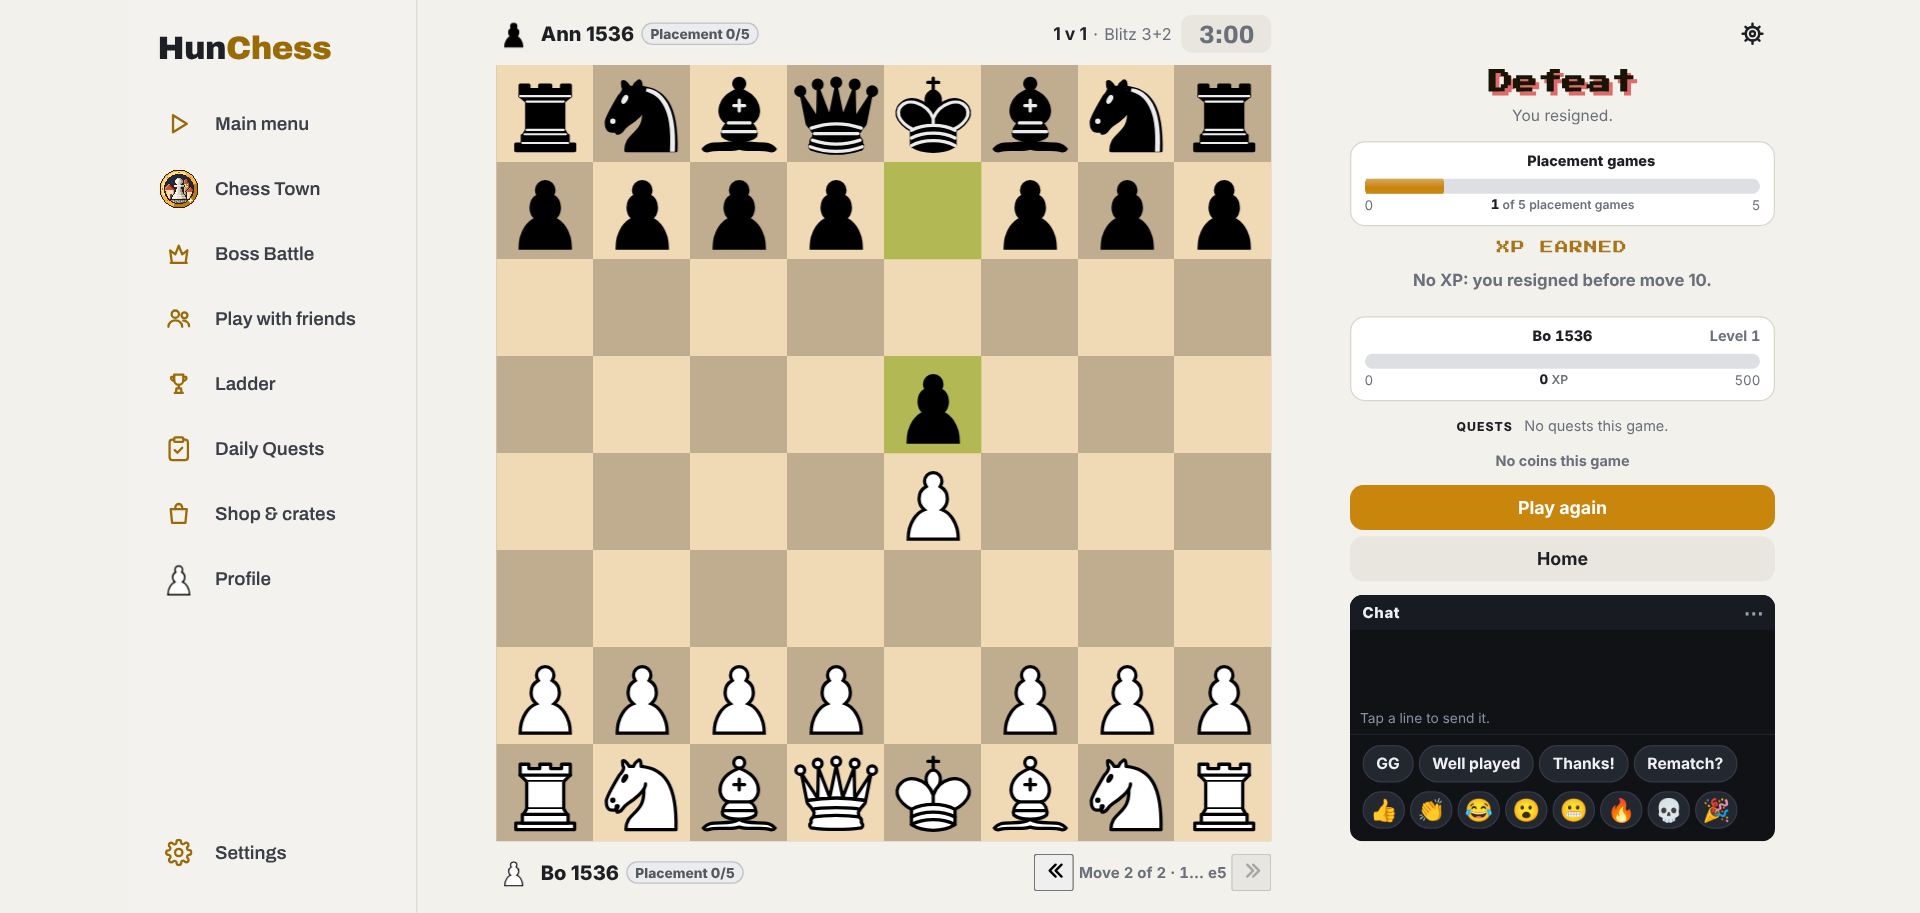 HunChess
Main menu
Chess Town
Boss Battle
Play with friends
Ladder
Daily Quests
Shop & crates
Profile
Settings
Ann 1536 Placement 0/5
1 v 1 · Blitz 3+2 3:00
Bo 1536 Placement 0/5
Move 2 of 2 · 1... e5
Defeat
You resigned.
Placement games
0 1 of 5 placement games 5
XP EARNED
No XP: you resigned before move 10.
Bo 1536 Level 1
0 0 XP 500
QUESTS No quests this game.
No coins this game
Play again
Home
Chat
Tap a line to send it.
GG Well played Thanks! Rematch?